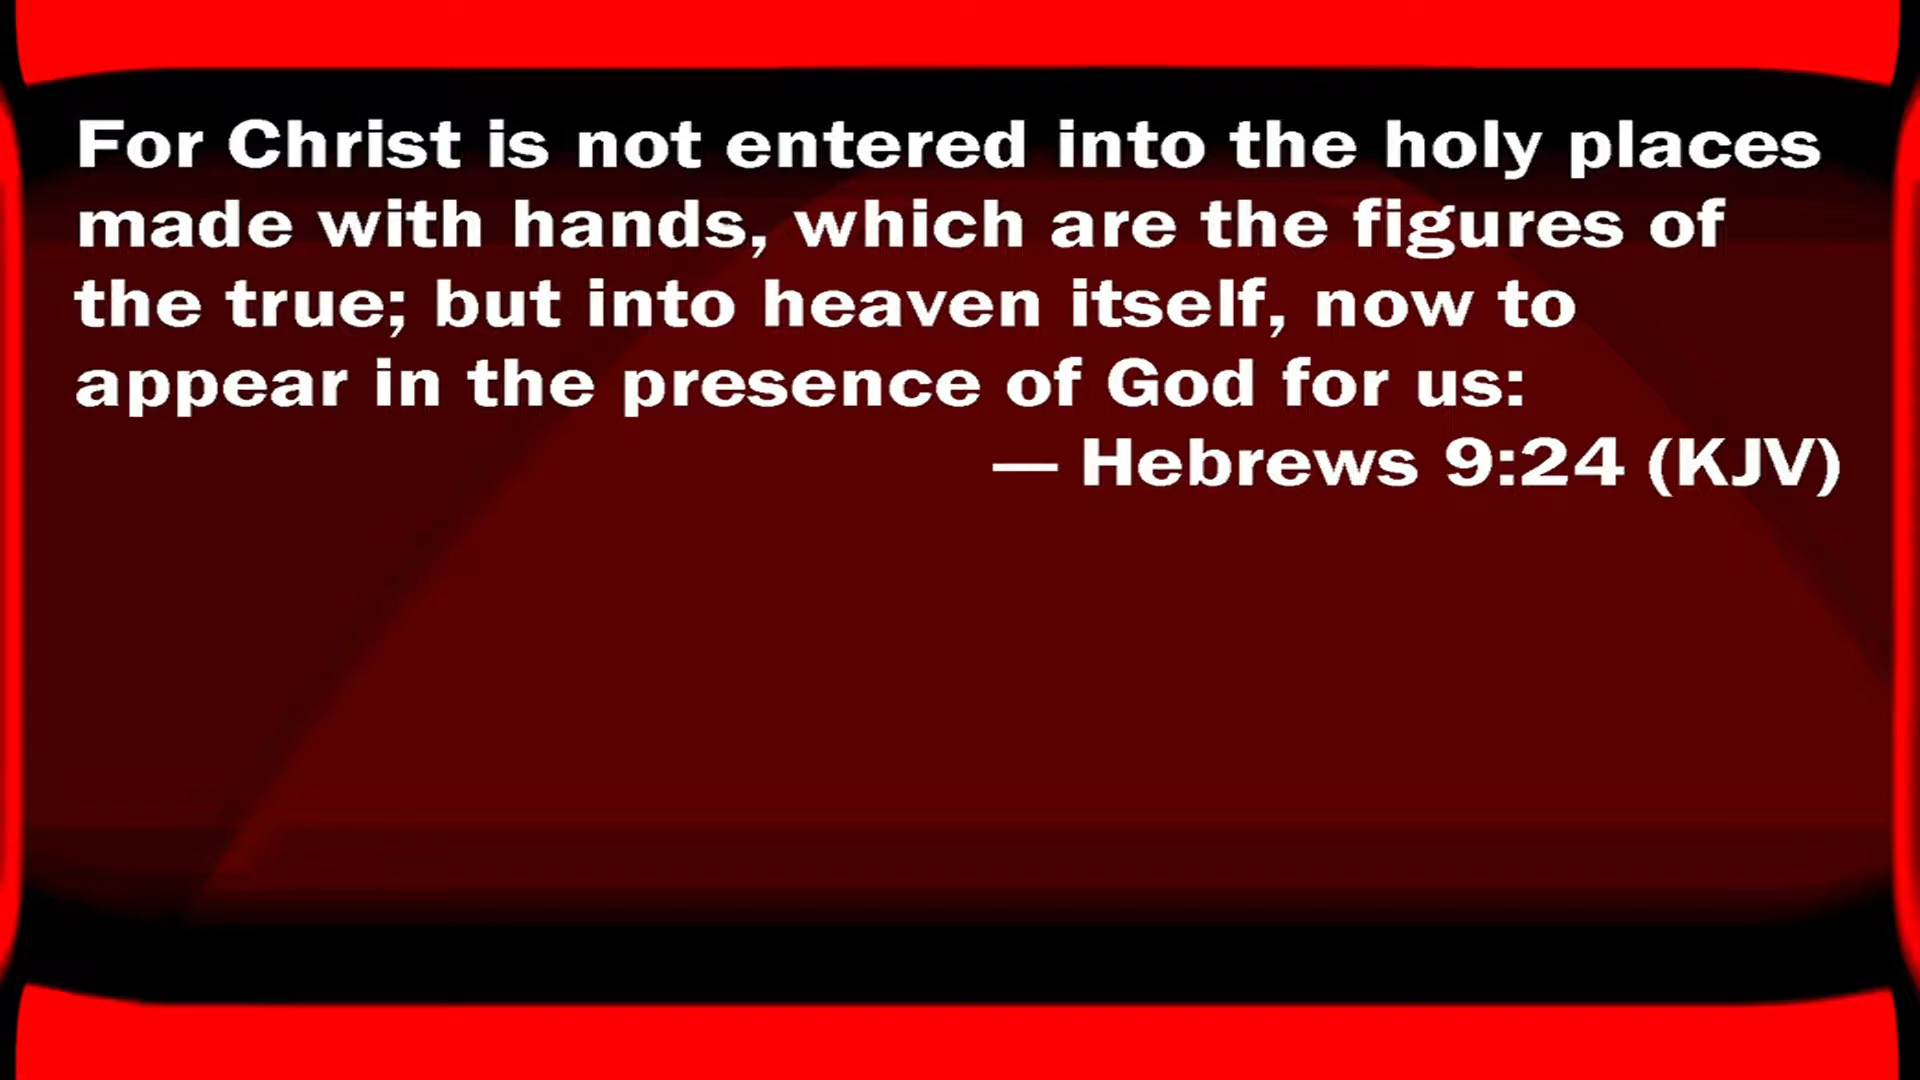 For Christ is not entered into the holy places
made with hands, which are the figures of
the true; but into heaven itself, now to
appear in the presence of God for us:
— Hebrews 9:24 (KJV)